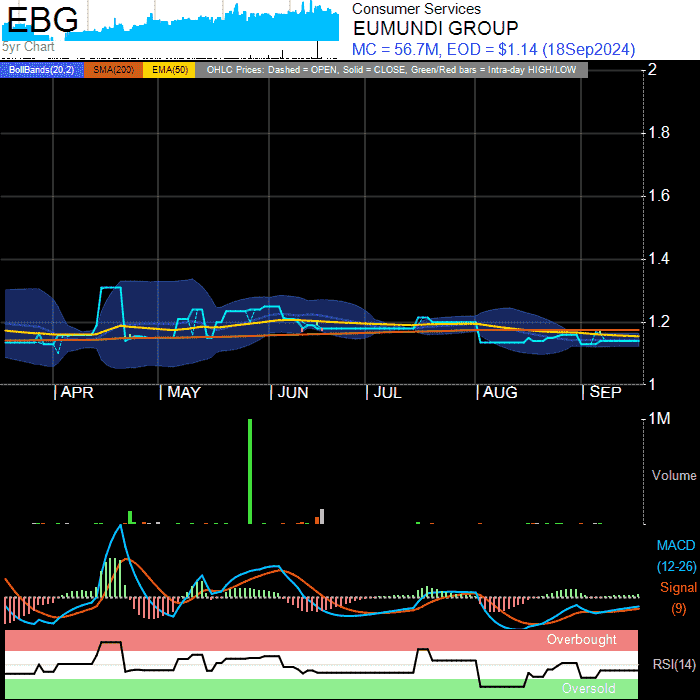 EBG
5yr Chart
Consumer Services
EUMUNDI GROUP
MC = 56.7M, EOD = $1.14 (18Sep2024)
BollBands(20,2) SMA(200) EMA(50) OHLC Prices: Dashed = OPEN, Solid = CLOSE, Green/Red bars = Intra-day HIGH/LOW
2
1.8
1.6
1.4
1.2
1
APR MAY JUN JUL AUG SEP
1M
Volume
MACD
(12-26)
Signal
(9)
Overbought
RSI(14)
Oversold